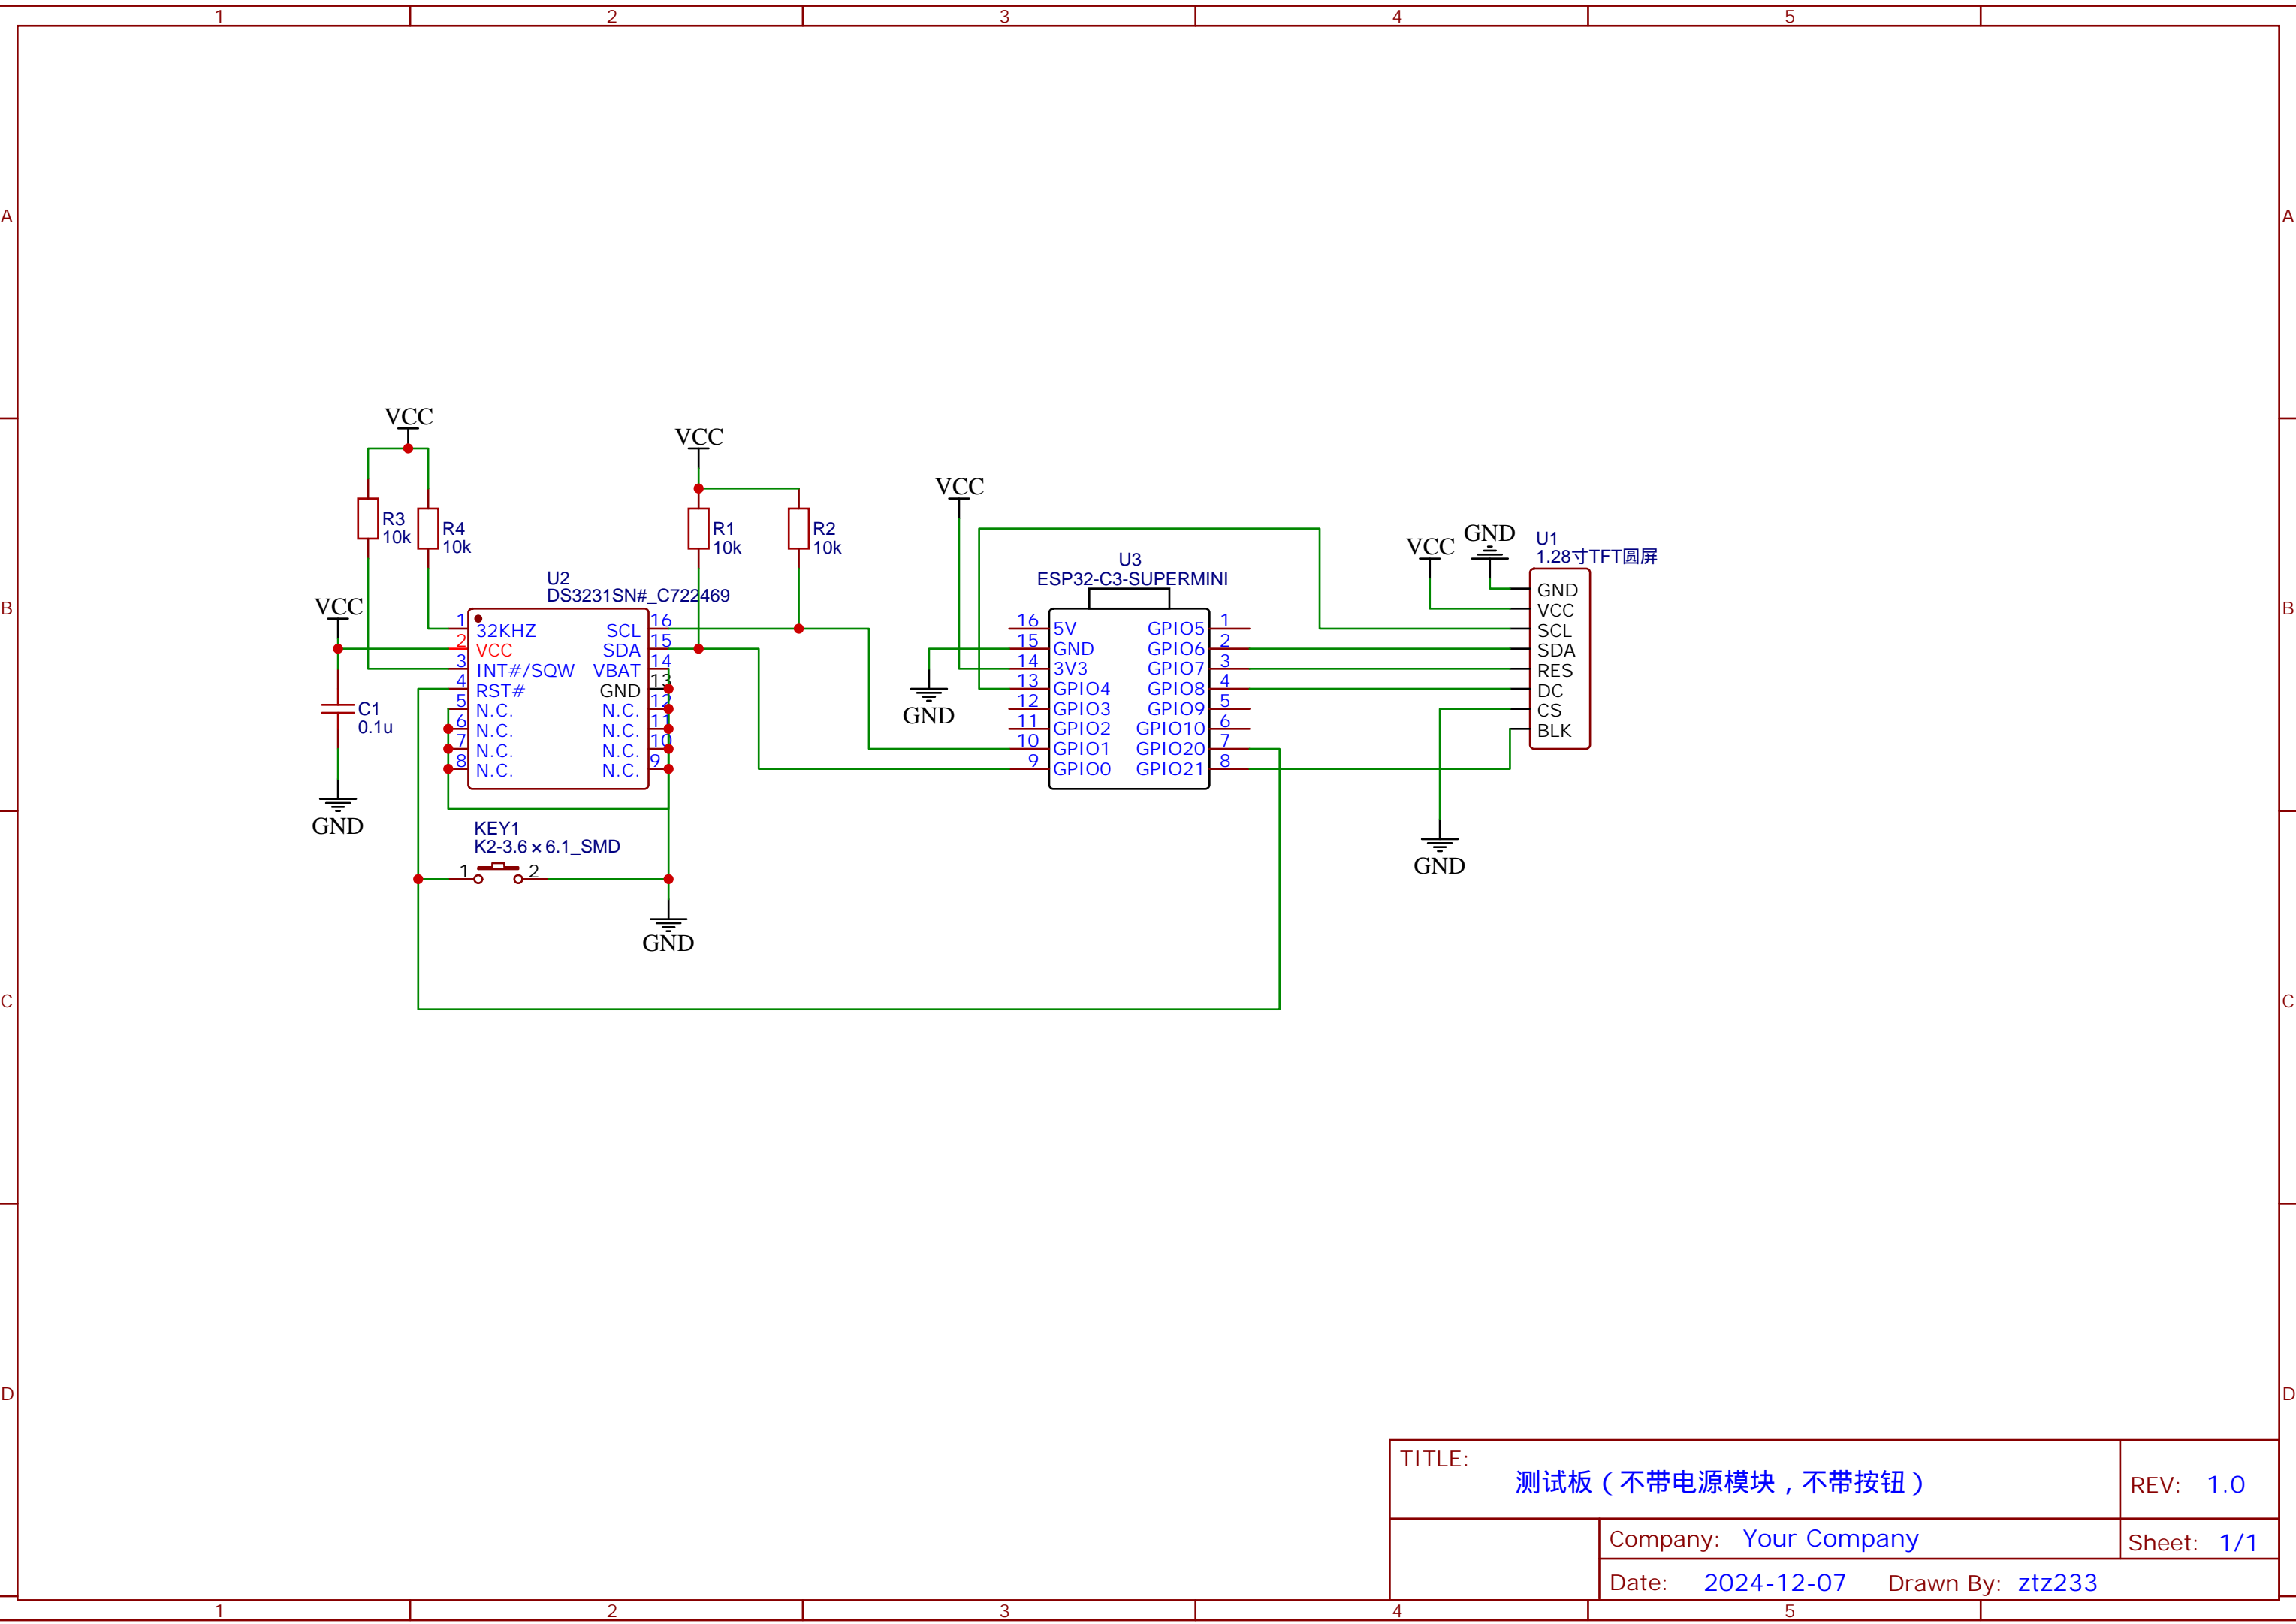 1 2 3 4 5
A A
B B
C C
D D
VCC
R3
10k
R4
10k
VCC
C1
0.1u
GND
VCC
R1
10k
R2
10k
U2
DS3231SN#_C722469
1 32KHZ SCL 16
2 VCC SDA 15
3 INT#/SQW VBAT 14
4 RST# GND 13
5 N.C. N.C. 12
6 N.C. N.C. 11
7 N.C. N.C. 10
8 N.C. N.C. 9
KEY1
K2-3.6×6.1_SMD
1 2
GND
VCC
GND
U3
ESP32-C3-SUPERMINI
16 5V GPIO5 1
15 GND GPIO6 2
14 3V3 GPIO7 3
13 GPIO4 GPIO8 4
12 GPIO3 GPIO9 5
11 GPIO2 GPIO10 6
10 GPIO1 GPIO20 7
9 GPIO0 GPIO21 8
VCC
GND
U1
1.28寸TFT圆屏
GND
VCC
SCL
SDA
RES
DC
CS
BLK
GND
TITLE:
测试板（不带电源模块，不带按钮）
REV: 1.0
Company: Your Company
Sheet: 1/1
Date: 2024-12-07 Drawn By: ztz233
1 2 3 4 5